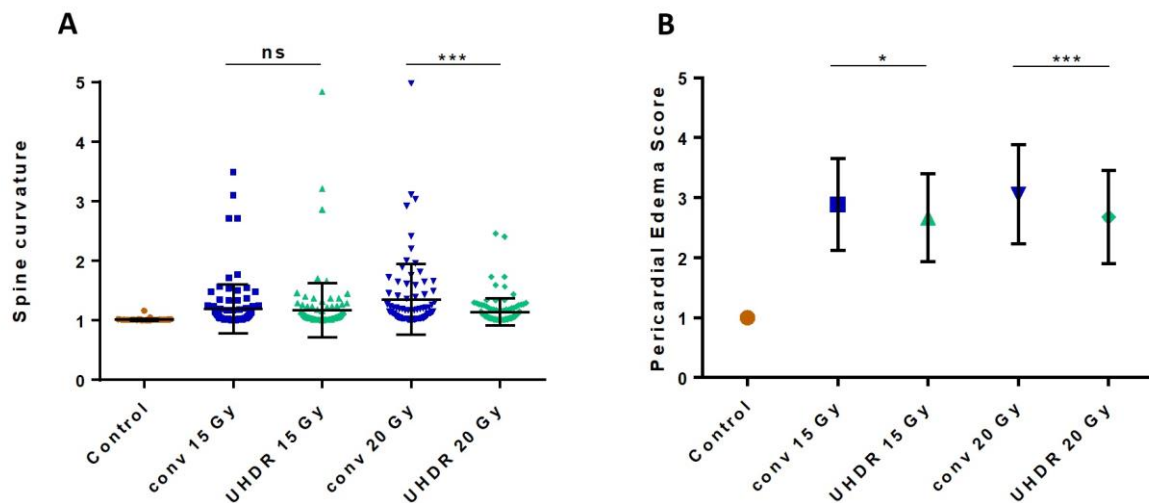 A
ns
***
Spine curvature
5
4
3
2
1
0
Control
conv 15 Gy
UHDR 15 Gy
conv 20 Gy
UHDR 20 Gy
B
*
***
Pericardial Edema Score
5
4
3
2
1
0
Control
conv 15 Gy
UHDR 15 Gy
conv 20 Gy
UHDR 20 Gy